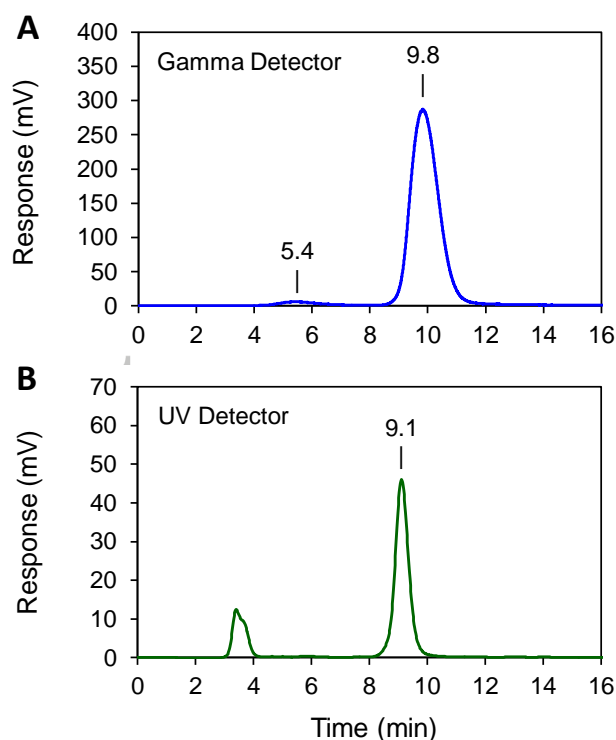 A
400
350
300
250
200
150
100
50
0
Response (mV)
Gamma Detector
9.8
5.4
0 2 4 6 8 10 12 14 16
B
70
60
50
40
30
20
10
0
Response (mV)
UV Detector
9.1
0 2 4 6 8 10 12 14 16
Time (min)